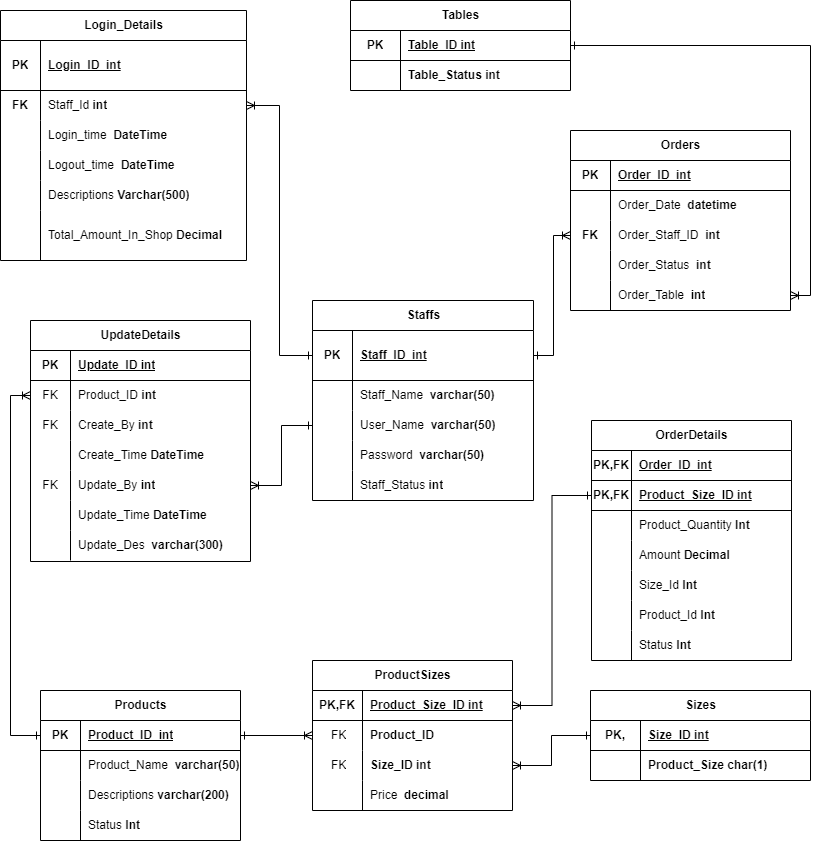 Login_Details
PK Login_ID int
FK Staff_Id int
Login_time DateTime
Logout_time DateTime
Descriptions Varchar(500)
Total_Amount_In_Shop Decimal
Tables
PK Table_ID int
Table_Status int
Orders
PK Order_ID int
Order_Date datetime
FK Order_Staff_ID int
Order_Status int
Order_Table int
Staffs
PK Staff_ID int
Staff_Name varchar(50)
User_Name varchar(50)
Password varchar(50)
Staff_Status int
UpdateDetails
PK Update_ID int
FK Product_ID int
FK Create_By int
Create_Time DateTime
FK Update_By int
Update_Time DateTime
Update_Des varchar(300)
OrderDetails
PK,FK Order_ID int
PK,FK Product_Size_ID int
Product_Quantity Int
Amount Decimal
Size_Id Int
Product_Id Int
Status Int
Products
PK Product_ID int
Product_Name varchar(50)
Descriptions varchar(200)
Status Int
ProductSizes
PK,FK Product_Size_ID int
FK Product_ID
FK Size_ID int
Price decimal
Sizes
PK, Size_ID int
Product_Size char(1)